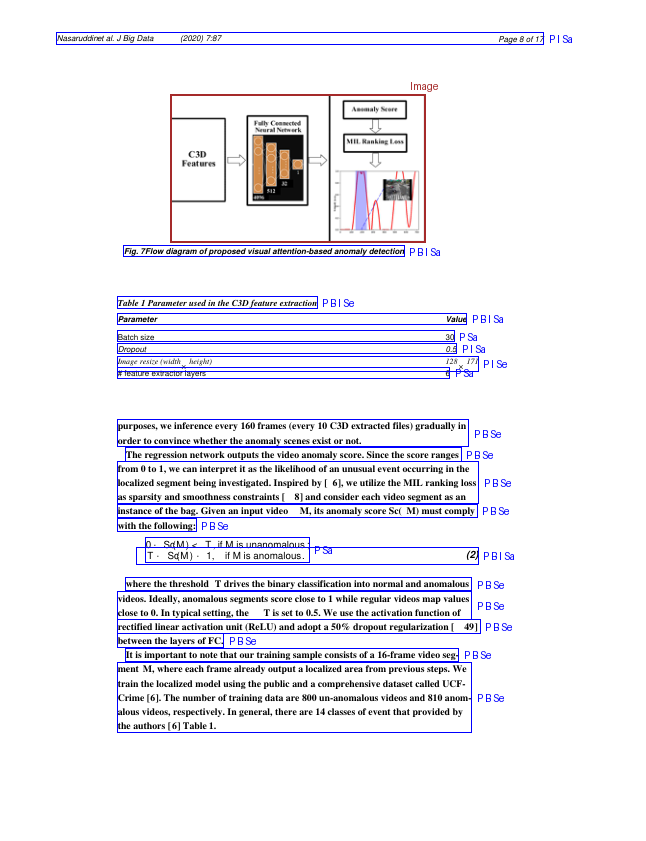 Nasaruddinet al. J Big Data (2020) 7:87 Page 8 of 17 P I Sa
Image
C3D
Features
Fully Connected
Neural Network
4096
512
32
1
Anomaly Score
MIL Ranking Loss
Fig. 7Flow diagram of proposed visual attention-based anomaly detection P B I Sa
Table 1 Parameter used in the C3D feature extraction P B I Se
Parameter Value P B I Sa
Batch size 30 P Sa
Dropout 0.5 P I Sa
Image resize (width × height) 128 × 171 P I Se
# feature extractor layers 6 P Sa
purposes, we inference every 160 frames (every 10 C3D extracted files) gradually in
order to convince whether the anomaly scenes exist or not. P B Se
The regression network outputs the video anomaly score. Since the score ranges P B Se
from 0 to 1, we can interpret it as the likelihood of an unusual event occurring in the
localized segment being investigated. Inspired by [ 6], we utilize the MIL ranking loss P B Se
as sparsity and smoothness constraints [ 8] and consider each video segment as an
instance of the bag. Given an input video M, its anomaly score Sc( M) must comply P B Se
with the following: P B Se
0 · Sc(M) < T, if M is unanomalous. P Sa
T · Sc(M) · 1, if M is anomalous. (2) P B I Sa
where the threshold T drives the binary classification into normal and anomalous P B Se
videos. Ideally, anomalous segments score close to 1 while regular videos map values
close to 0. In typical setting, the T is set to 0.5. We use the activation function of P B Se
rectified linear activation unit (ReLU) and adopt a 50% dropout regularization [ 49] P B Se
between the layers of FC. P B Se
It is important to note that our training sample consists of a 16-frame video seg- P B Se
ment M, where each frame already output a localized area from previous steps. We
train the localized model using the public and a comprehensive dataset called UCF-
Crime [6]. The number of training data are 800 un-anomalous videos and 810 anom- P B Se
alous videos, respectively. In general, there are 14 classes of event that provided by
the authors [6] Table 1.